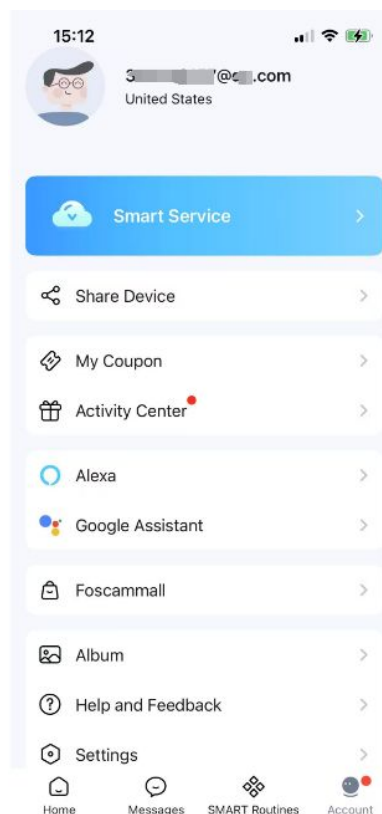 15:12
.com
United States
Smart Service
Share Device
My Coupon
Activity Center
Alexa
Google Assistant
Foscammall
Album
Help and Feedback
Settings
Home Messages SMART Routines Account